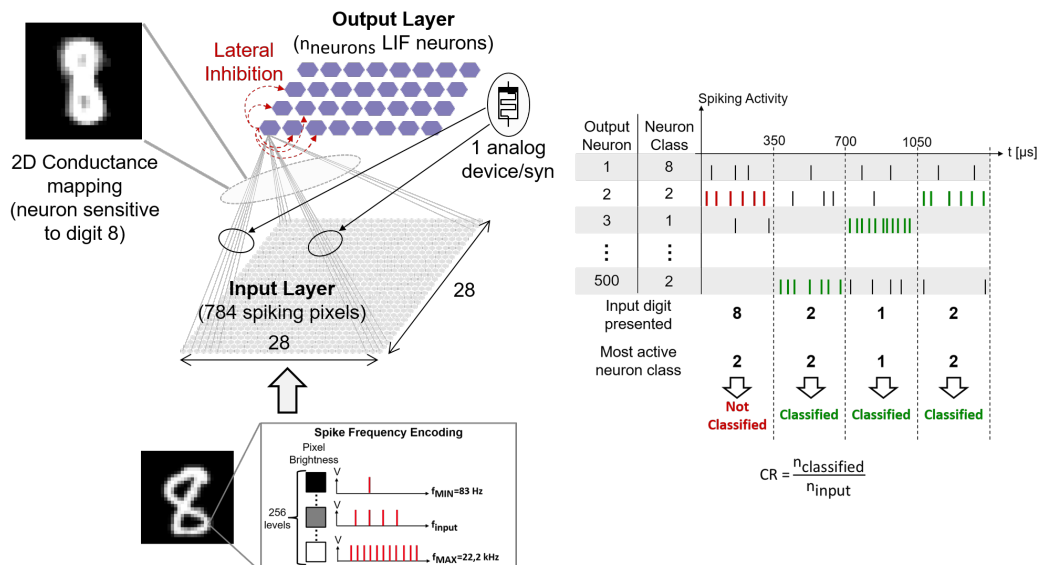 Output Layer
(nneurons LIF neurons)
Lateral
Inhibition
1 analog
device/syn
2D Conductance
mapping
(neuron sensitive
to digit 8)
Input Layer
(784 spiking pixels)
28
28
Spike Frequency Encoding
Pixel
Brightness
256
levels
V
fMIN=83 Hz
V
finput
V
fMAX=22,2 kHz
Spiking Activity
Output
Neuron
Neuron
Class
350
700
1050
t [µs]
1
8
2
2
3
1
500
2
Input digit
presented
8
2
1
2
Most active
neuron class
2
2
1
2
Not
Classified
Classified
Classified
Classified
CR = nclassified
ninput